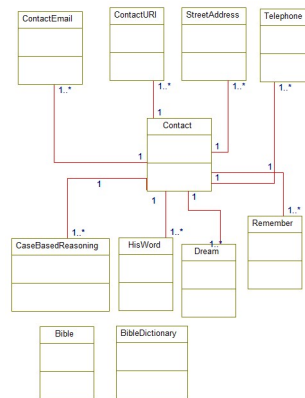 ContactEmail
ContactURI
StreetAddress
Telephone
1..*
1..*
1..*
1..*
1
1
Contact
1
1
1
1
1
1
1..*
1..*
1..*
1..*
CaseBasedReasoning
HisWord
Dream
Remember
Bible
BibleDictionary